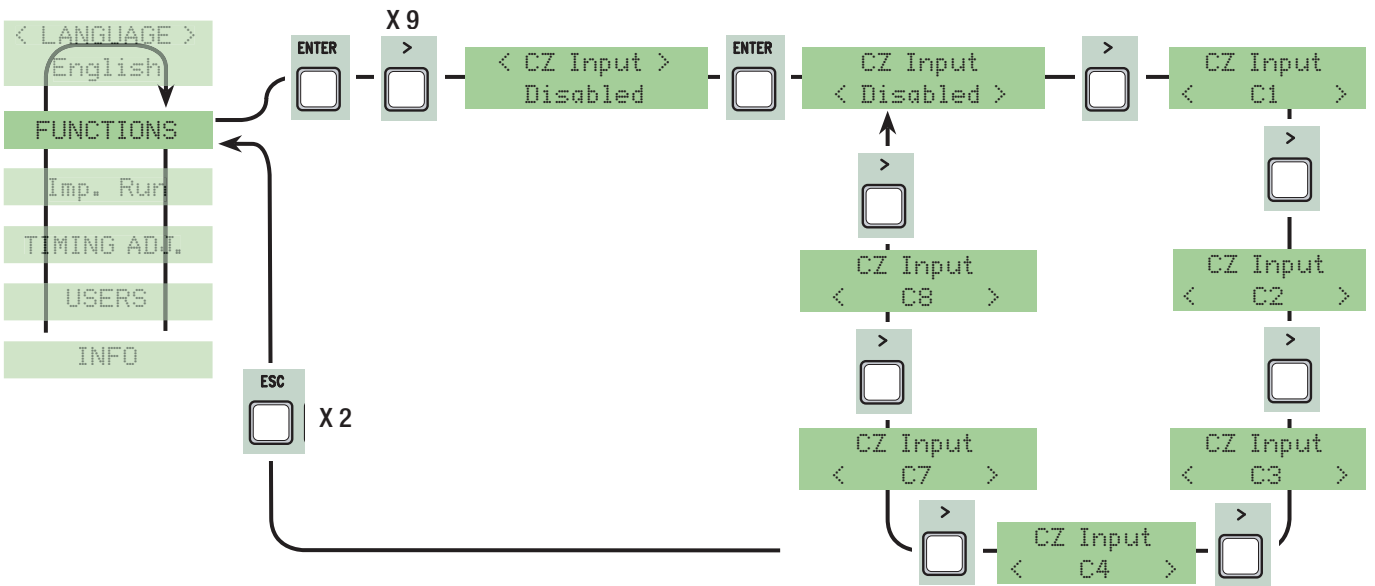 < LANGUAGE >
English
FUNCTIONS
Imp. Run
TIMING ADJ.
USERS
INFO
ENTER
X 9
>
< CZ Input >
Disabled
ENTER
CZ Input
< Disabled >
>
CZ Input
< C1 >
>
CZ Input
< C2 >
>
CZ Input
< C3 >
>
CZ Input
< C4 >
>
CZ Input
< C7 >
>
CZ Input
< C8 >
>
ESC
X 2